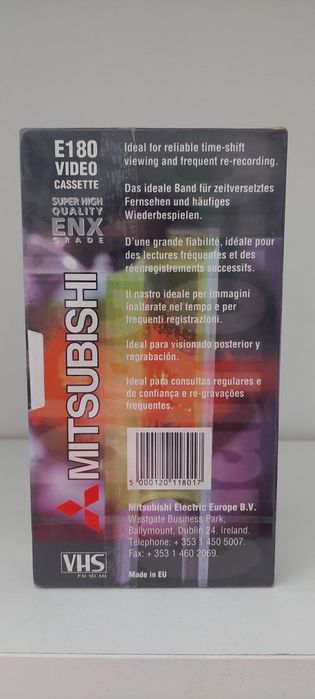 E180
VIDEO
CASSETTE
SUPER HIGH
QUALITY
ENX
GRADE
MITSUBISHI
Ideal for reliable time-shift
viewing and frequent re-recording.
Das ideale Band für zeitversetztes
Fernsehen und häufiges
Wiederbespielen.
D'une grande fiabilité, idéale pour
des lectures fréquentes et des
réenregistrements successifs.
Il nastro ideale per immagini
inalterate nel tempo e per
frequenti registrazioni.
Ideal para visionado posterior y
regrabación.
Ideal para consultas regulares e
de confiança e re-gravações
frequentes.
5 000120 118017
Mitsubishi Electric Europe B.V.
Westgate Business Park,
Ballymount, Dublin 24. Ireland.
Telephone: + 353 1 450 5007.
Fax: + 353 1 460 2069.
VHS
PAL SECAM
Made in EU